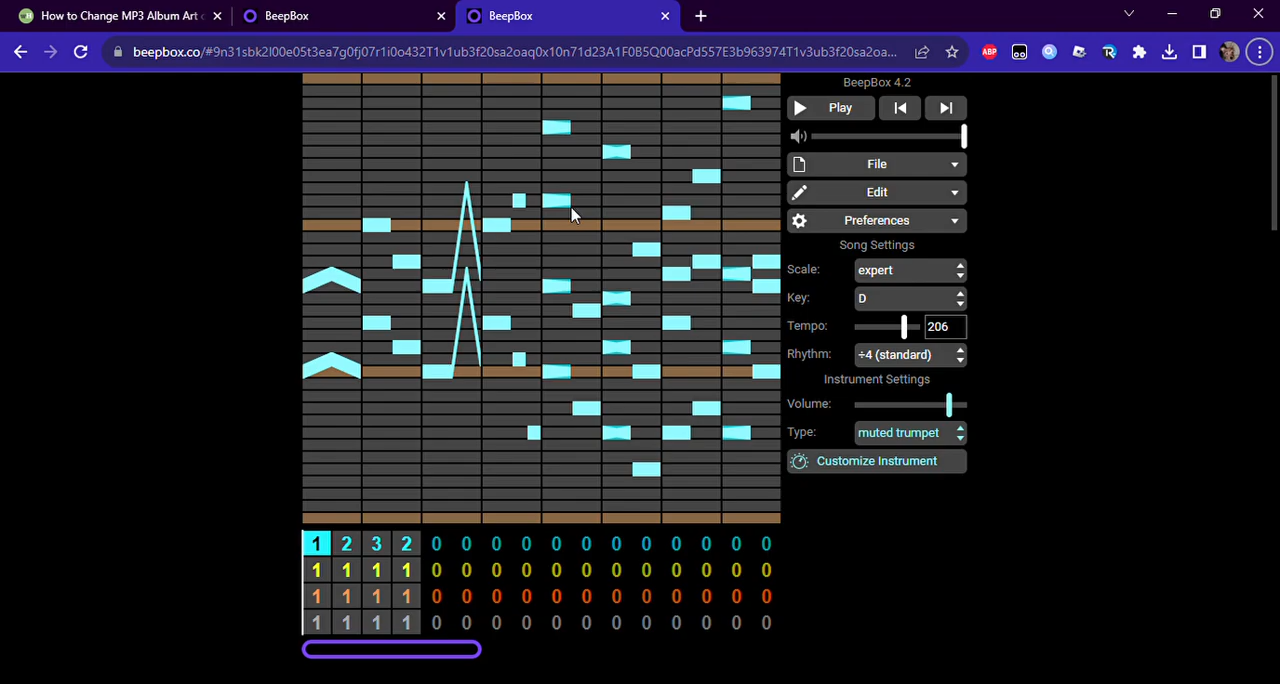 How to Change MP3 Album Art
BeepBox
BeepBox
beepbox.co/#9n31sbk2l00e05t3ea7g0fj07r1i0o432T1v1ub3f20sa2oaq0x10n71d23A1F0B5Q00acPd557E3b963974T1v3ub3f20sa2oa...
ABP
BeepBox 4.2
Play
File
Edit
Preferences
Song Settings
Scale: expert
Key: D
Tempo: 206
Rhythm: ÷4 (standard)
Instrument Settings
Volume:
Type: muted trumpet
Customize Instrument
1 2 3 2 0 0 0 0 0 0 0 0 0 0 0 0
1 1 1 1 0 0 0 0 0 0 0 0 0 0 0 0
1 1 1 1 0 0 0 0 0 0 0 0 0 0 0 0
1 1 1 1 0 0 0 0 0 0 0 0 0 0 0 0